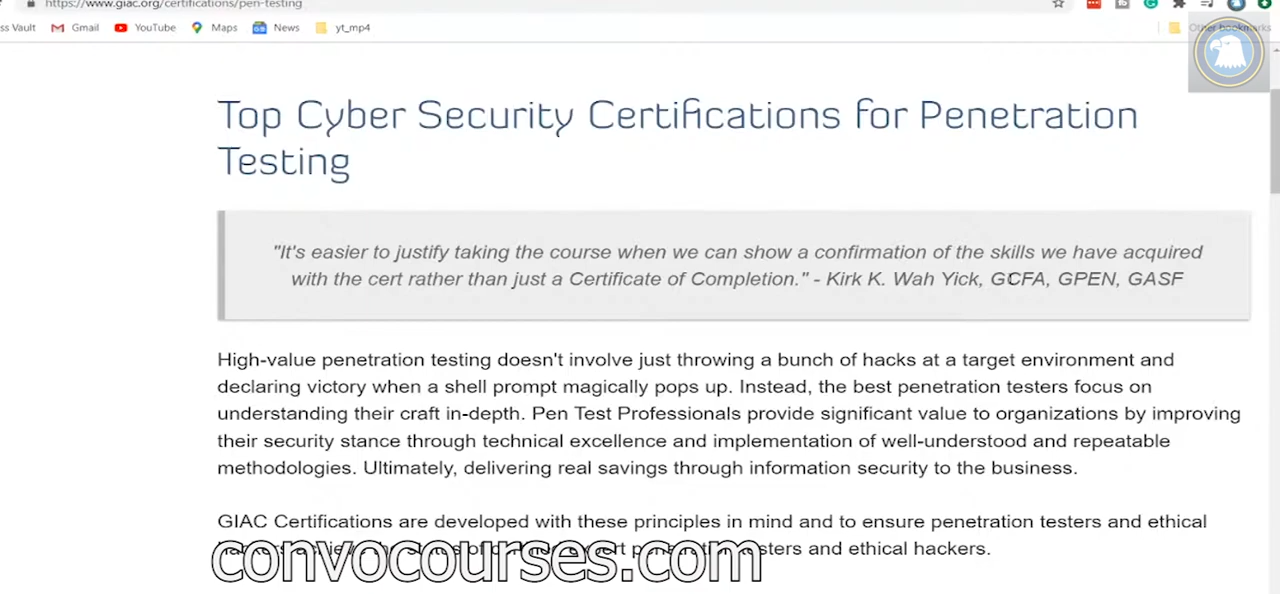 https://www.giac.org/certifications/pen-testing
ss Vault Gmail YouTube Maps News yt_mp4 Other bookmarks
Top Cyber Security Certifications for Penetration
Testing
"It's easier to justify taking the course when we can show a confirmation of the skills we have acquired
with the cert rather than just a Certificate of Completion." - Kirk K. Wah Yick, GCFA, GPEN, GASF
High-value penetration testing doesn't involve just throwing a bunch of hacks at a target environment and
declaring victory when a shell prompt magically pops up. Instead, the best penetration testers focus on
understanding their craft in-depth. Pen Test Professionals provide significant value to organizations by improving
their security stance through technical excellence and implementation of well-understood and repeatable
methodologies. Ultimately, delivering real savings through information security to the business.
GIAC Certifications are developed with these principles in mind and to ensure penetration testers and ethical
and ethical hackers.
convocourses.com